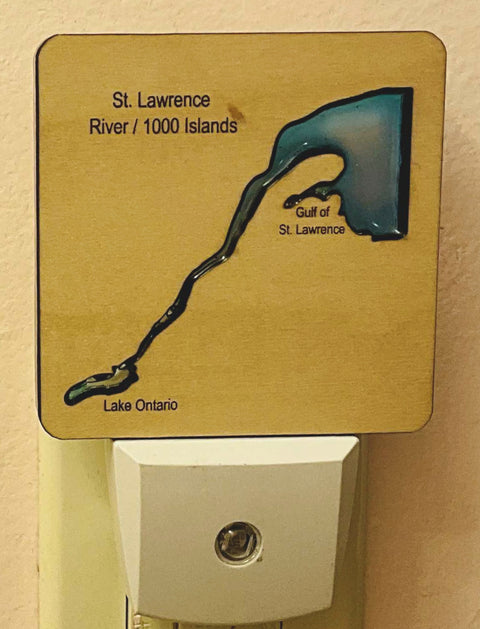 St. Lawrence
River / 1000 Islands
Gulf of
St. Lawrence
Lake Ontario